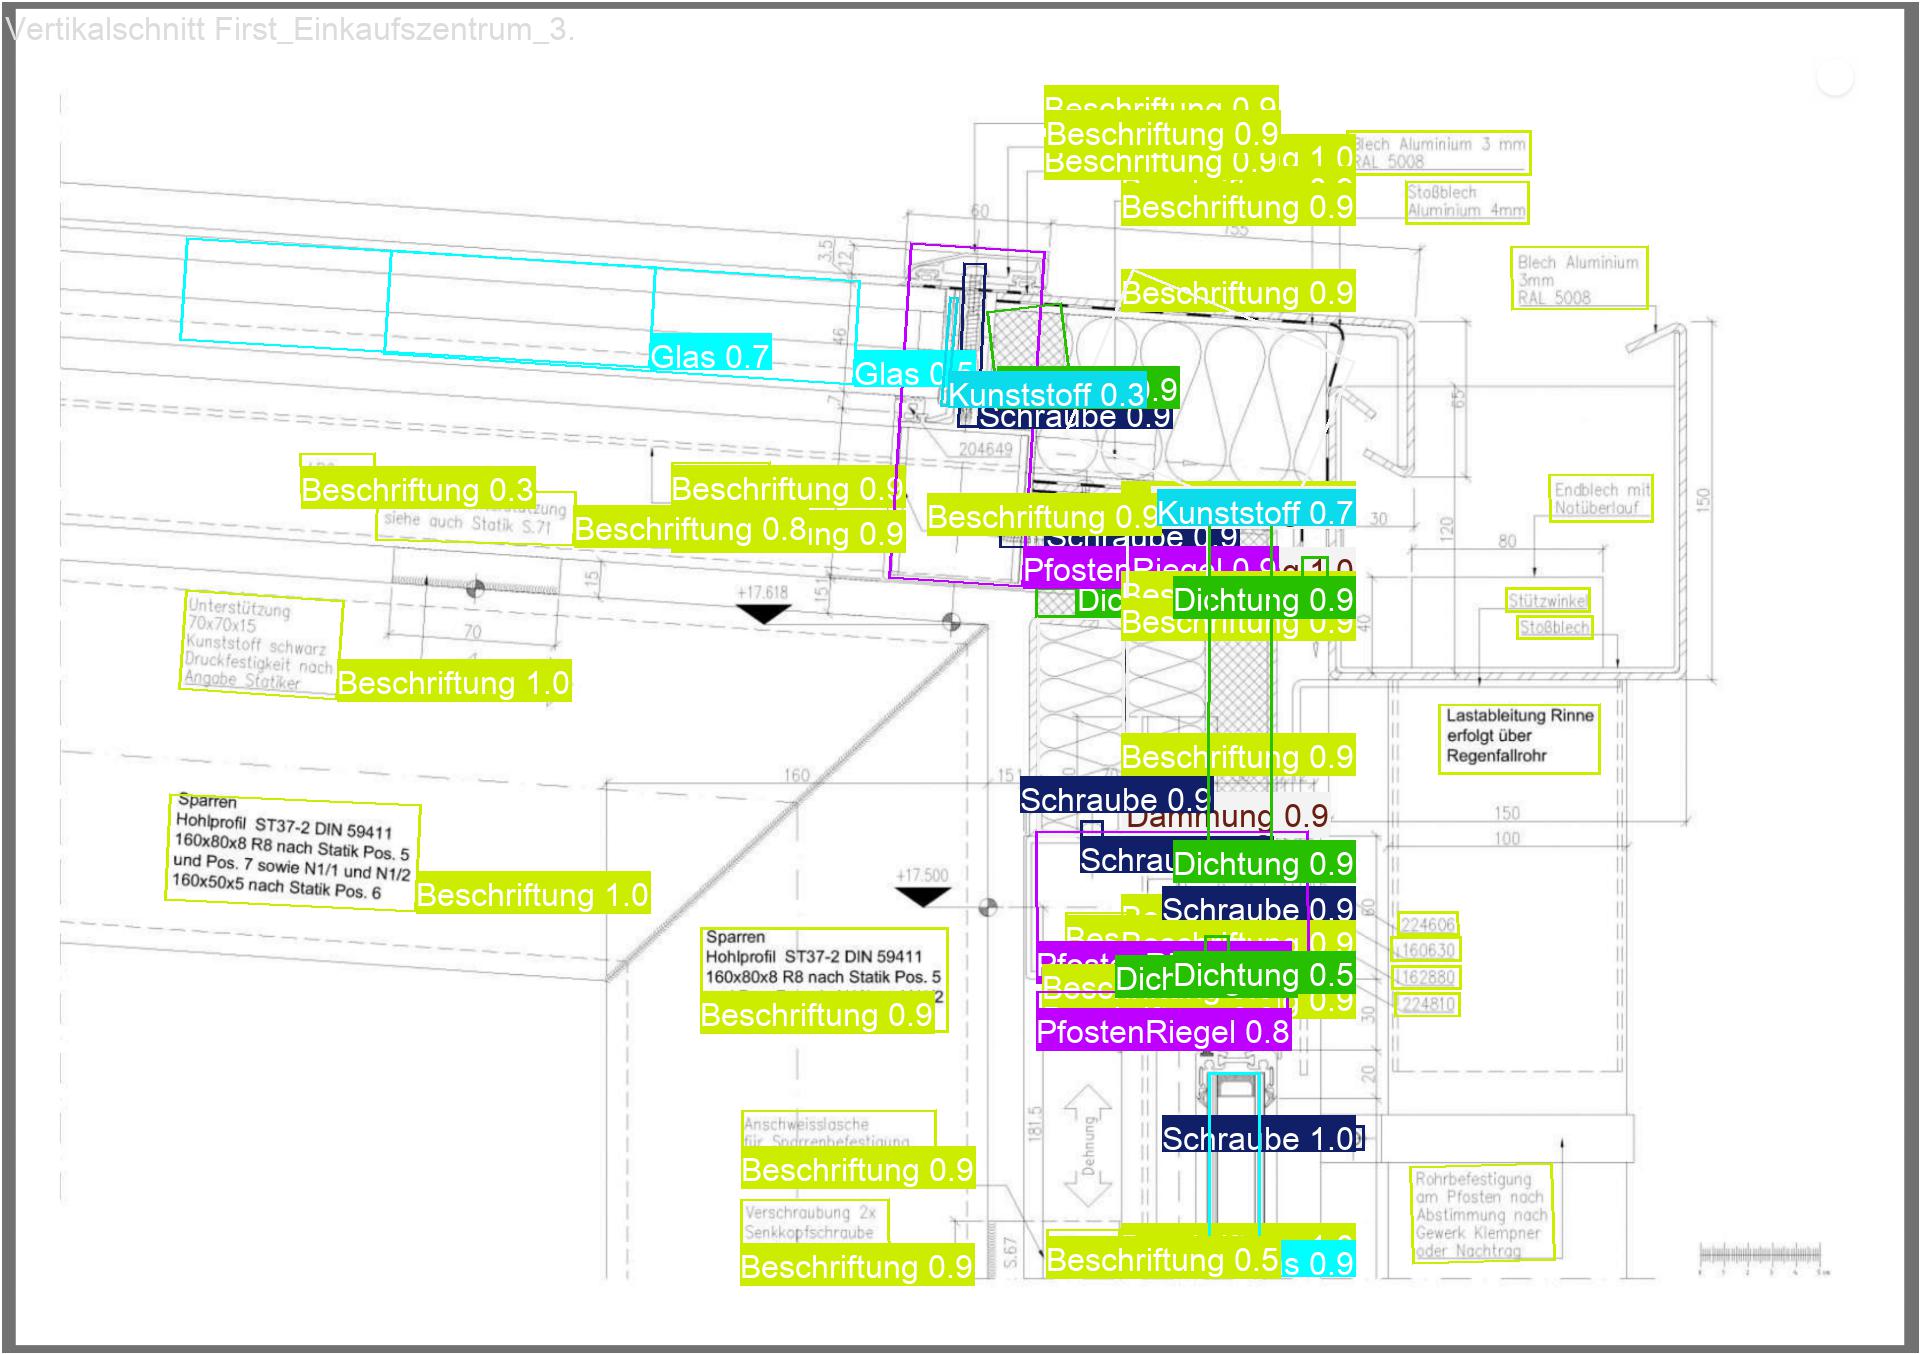 Vertikalschnitt First_Einkaufszentrum_3.
Beschriftung 0.9
Beschriftung 0.9
Beschriftung 0.9
g 1.0
Blech Aluminium 3 mm
RAL 5008
Beschriftung 0.9
Stoßblech
Aluminium 4mm
60
155
3.5
12
Blech Aluminium
3mm
RAL 5008
Beschriftung 0.9
46
Glas 0.7
Glas 0.5
Kunststoff 0.3
0.9
Schraube 0.9
7
65
204649
Beschriftung 0.3
Beschriftung 0.9
siehe auch Statik S.71
Beschriftung 0.8
ing 0.9
Beschriftung 0.9
Kunststoff 0.7
Schraube 0.9
30
120
150
Endblech mit
Notüberlauf
80
PfostenRiegel 0.9
g 1.0
15
15
+17.618
Dichtung 0.9
Beschriftung 0.9
40
Stützwinkel
Stoßblech
Unterstützung
70x70x15
Kunststoff schwarz
Druckfestigkeit nach
Angabe Statiker
70
Beschriftung 1.0
Lastableitung Rinne
erfolgt über
Regenfallrohr
Beschriftung 0.9
160
151
70
Schraube 0.9
Dämmung 0.9
150
100
Sparren
Hohlprofil ST37-2 DIN 59411
160x80x8 R8 nach Statik Pos. 5
und Pos. 7 sowie N1/1 und N1/2
160x50x5 nach Statik Pos. 6
Beschriftung 1.0
Dichtung 0.9
+17.500
Schraube 0.9
60
224606
160630
162880
224810
Sparren
Hohlprofil ST37-2 DIN 59411
160x80x8 R8 nach Statik Pos. 5
Beschriftung 0.9
Dichtung 0.5
0.9
PfostenRiegel 0.8
30
20
Anschweisslasche
für Sparrenbefestigung
Beschriftung 0.9
181.5
Dehnung
Schraube 1.0
Verschraubung 2x
Senkkopfschraube
Beschriftung 0.9
S.67
Beschriftung 0.5
s 0.9
Rohrbefestigung
am Pfosten nach
Abstimmung nach
Gewerk Klempner
oder Nachtrag